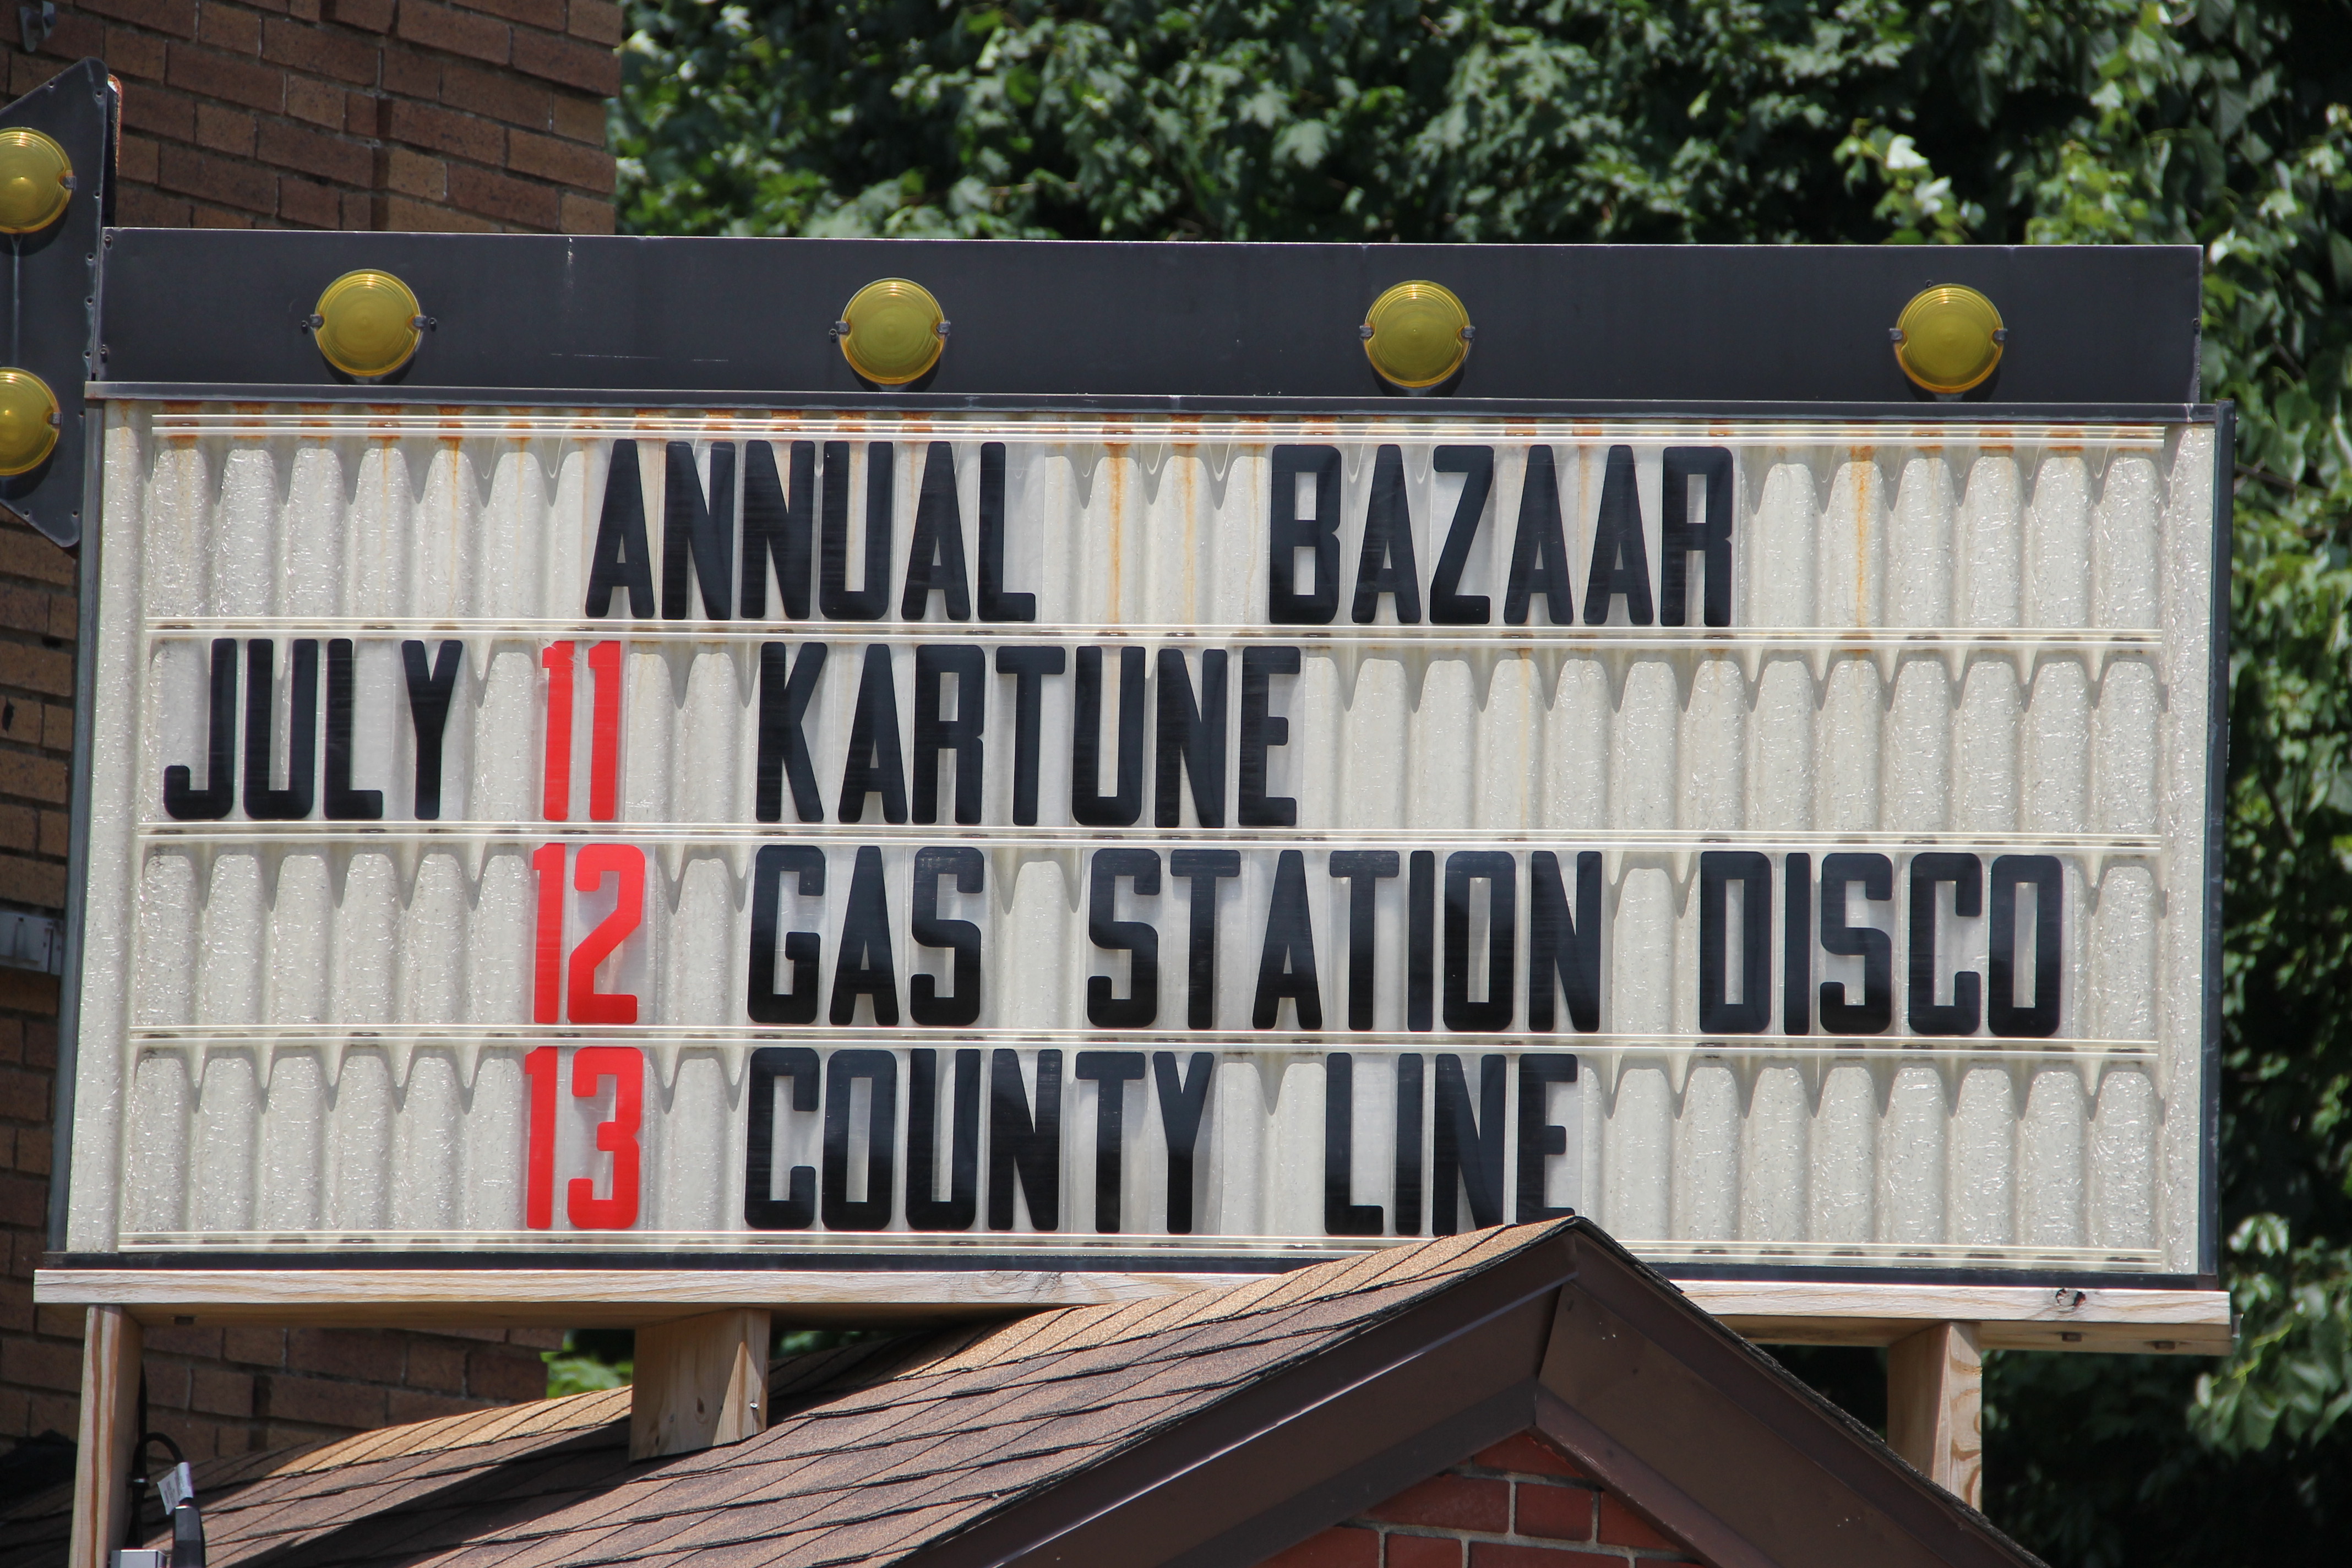 ANNUAL BAZAAR
JULY 11 KARTUNE
12 GAS STATION DISCO
13 COUNTY LINE